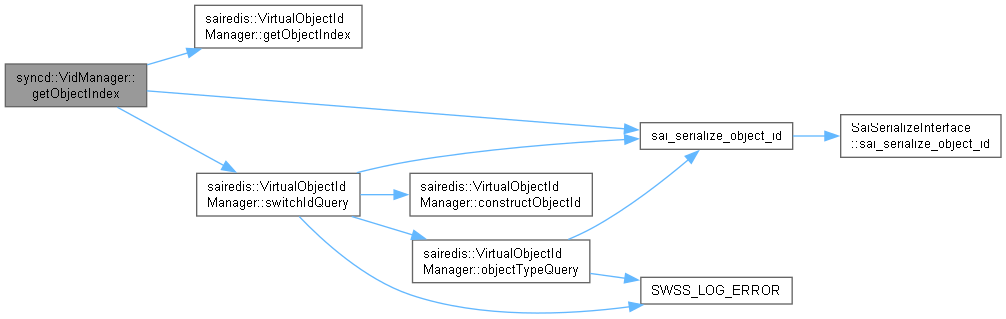 sairedis::VirtualObjectId
Manager::getObjectIndex
syncd::VidManager::
getObjectIndex
sai_serialize_object_id
SaiSerializeInterface
::sai_serialize_object_id
sairedis::VirtualObjectId
Manager::switchIdQuery
sairedis::VirtualObjectId
Manager::constructObjectId
sairedis::VirtualObjectId
Manager::objectTypeQuery
SWSS_LOG_ERROR